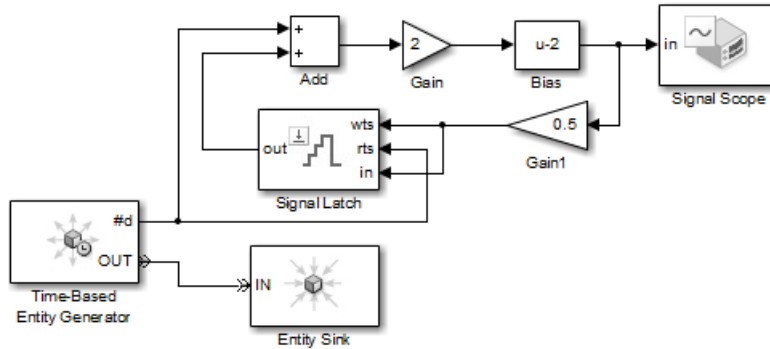 +
+
Add
2
Gain
u-2
Bias
in
Signal Scope
0.5
Gain1
out
wts
rts
in
Signal Latch
#d
OUT
Time-Based
Entity Generator
IN
Entity Sink